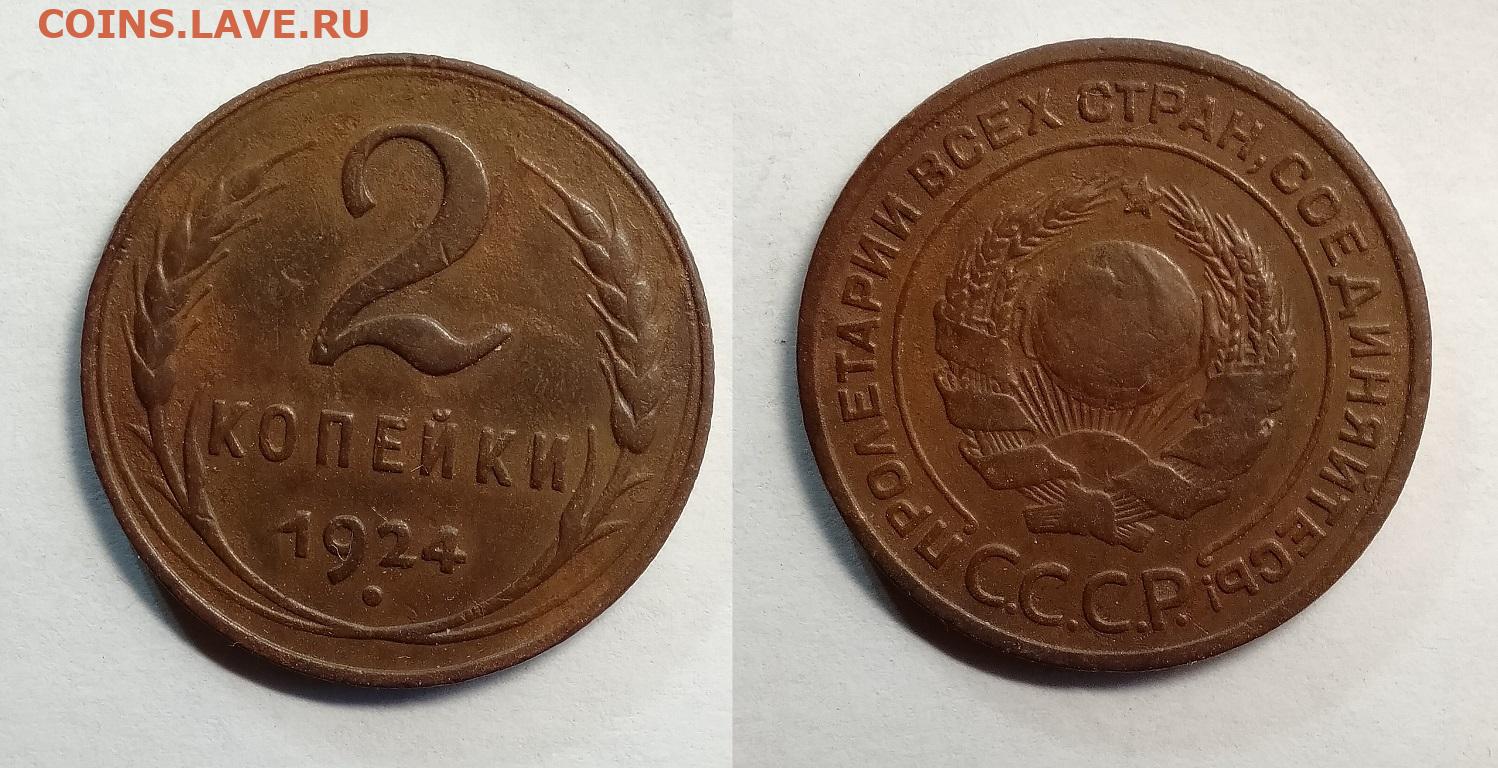 COINS.LAVE.RU
2
КОПЕЙКИ
1924
ПРОЛЕТАРИИ ВСЕХ СТРАН, СОЕДИНЯЙТЕСЬ!
С.С.С.Р.